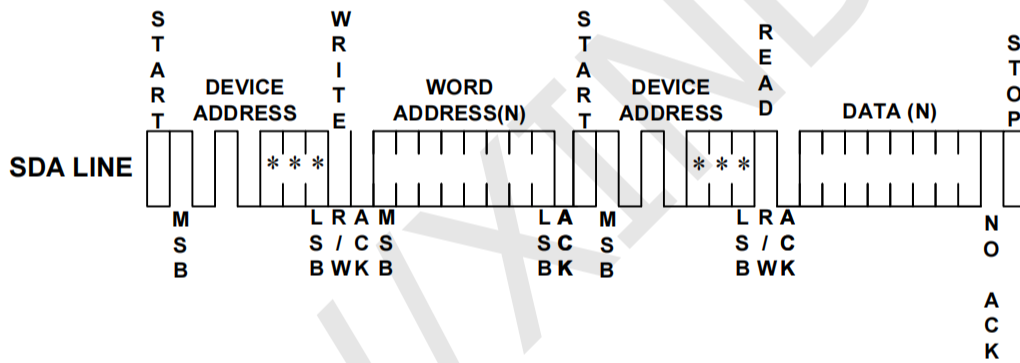 START
WRITE
START
READ
STOP
DEVICE
ADDRESS
WORD
ADDRESS(N)
DEVICE
ADDRESS
DATA (N)
SDA LINE
* * *
* * *
MSB
LSB
R/W
ACK
MSB
LSB
ACK
MSB
LSB
R/W
ACK
NO ACK